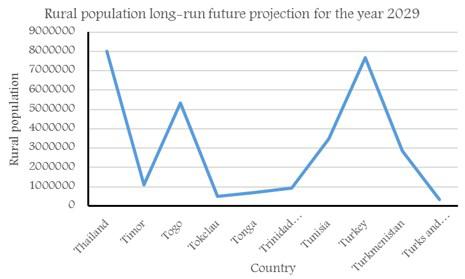 Rural population long-run future projection for the year 2029
9000000
8000000
7000000
6000000
5000000
4000000
3000000
2000000
1000000
0
Rural population
Thailand
Timor
Togo
Tokelau
Tonga
Trinidad...
Tunisia
Turkey
Turkmenistan
Turks and...
Country